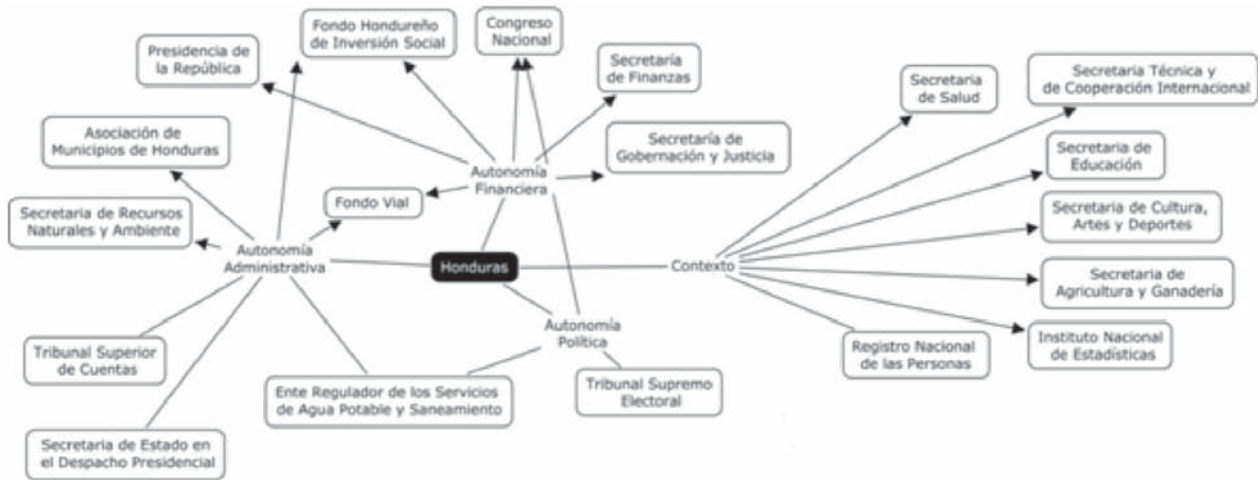 Fondo Hondureño
de Inversión Social
Congreso
Nacional
Presidencia de
la República
Secretaría
de Finanzas
Secretaria
de Salud
Secretaria Técnica y
de Cooperación Internacional
Asociación de
Municipios de Honduras
Secretaría de
Gobernación y Justicia
Secretaria de
Educación
Autonomía
Financiera
Fondo Vial
Secretaria de Recursos
Naturales y Ambiente
Secretaria de Cultura,
Artes y Deportes
Autonomía
Administrativa
Honduras
Contexto
Secretaria de
Agricultura y Ganadería
Autonomía
Política
Tribunal Superior
de Cuentas
Registro Nacional
de las Personas
Instituto Nacional
de Estadísticas
Ente Regulador de los Servicios
de Agua Potable y Saneamiento
Tribunal Supremo
Electoral
Secretaria de Estado en
el Despacho Presidencial